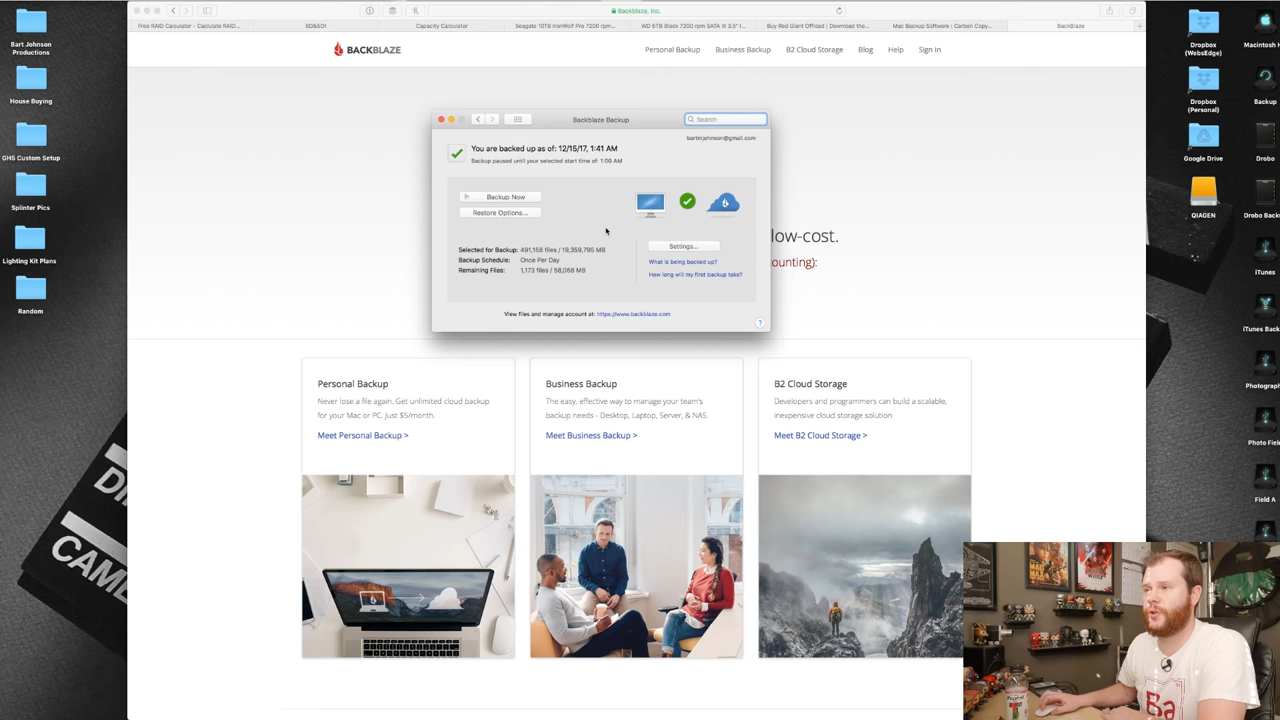 Bart Johnson
Productions
House Buying
GHS Custom Setup
Splinter Pics
Lighting Kit Plans
Random
Backblaze, Inc.
Free RAID Calculator - Caclulate RAID...
5D&5DI
Capacity Calculator
Seagate 10TB IronWolf Pro 7200 rpm...
WD 6TB Black 7200 rpm SATA III 3.5" I...
Buy Red Giant Offload | Download the...
Mac Backup Software | Carbon Copy...
BackBlaze
BACKBLAZE
Personal Backup
Business Backup
B2 Cloud Storage
Blog
Help
Sign In
Backblaze Backup
Search
bartmjohnson@gmail.com
You are backed up as of: 12/15/17, 1:41 AM
Backup paused until your selected start time of: 1:00 AM
Backup Now
Restore Options...
Selected for Backup: 491,158 files / 19,359,795 MB
Backup Schedule: Once Per Day
Remaining Files: 1,173 files / 58,068 MB
Settings...
What is being backed up?
How long will my first backup take?
View files and manage account at: https://www.backblaze.com
?
low-cost.
ounting):
Personal Backup
Never lose a file again. Get unlimited cloud backup
for your Mac or PC. Just $5/month.
Meet Personal Backup >
Business Backup
The easy, effective way to manage your team's
backup needs - Desktop, Laptop, Server, & NAS.
Meet Business Backup >
B2 Cloud Storage
Developers and programmers can build a scalable,
inexpensive cloud storage solution
Meet B2 Cloud Storage >
Dropbox
(WebsEdge)
Dropbox
(Personal)
Google Drive
QIAGEN
Macintosh H
Backup
Drobo
Drobo Backu
iTunes
iTunes Back
Photograph
Photo Field
Field A
DI
CAME
MAD
MAX
Ba